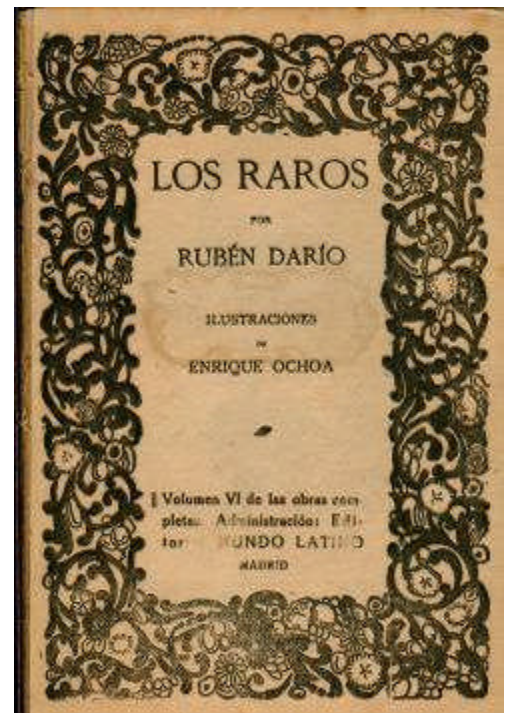 LOS RAROS
POR
RUBÉN DARÍO
ILUSTRACIONES
DE
ENRIQUE OCHOA
Volumen VI de las obras com-
pletas. Administración: Edi-
MUNDO LATINO
MADRID